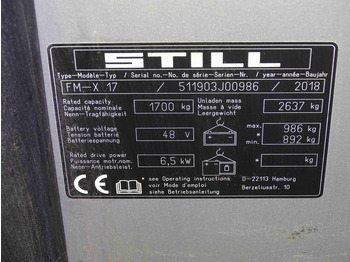 STILL
Type-Modèle-Typ / Serial no.-No. de série-Serien-Nr. / year-année-Baujahr
FM-X 17 / 511903J00986 / 2018
Rated capacity
Capacité nominale
Nenn-Tragfähigkeit
1700 kg
Unladen mass
Masse à vide
Leergewicht
2637 kg
Battery voltage
Tension batteries
Batteriespannung
48 V
max. 986 kg
min. 892 kg
Rated drive power
Puissance motr.nom.
Nenn-Antriebsleist.
6,5 kW
kg
CE
see Operating instructions
voir Mode d'emploi
siehe Betriebsanleitung
D-22113 Hamburg
Berzeliusstr. 10